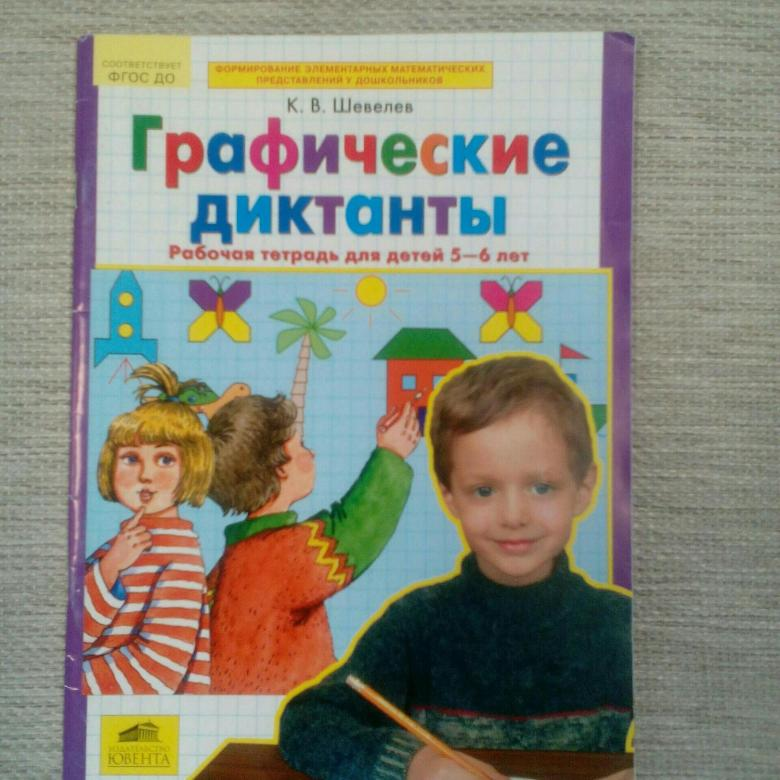 СООТВЕТСТВУЕТ
ФГОС ДО
ФОРМИРОВАНИЕ ЭЛЕМЕНТАРНЫХ МАТЕМАТИЧЕСКИХ
ПРЕДСТАВЛЕНИЙ У ДОШКОЛЬНИКОВ
К. В. Шевелев
Графические
диктанты
Рабочая тетрадь для детей 5–6 лет
ИЗДАТЕЛЬСТВО
ЮВЕНТА